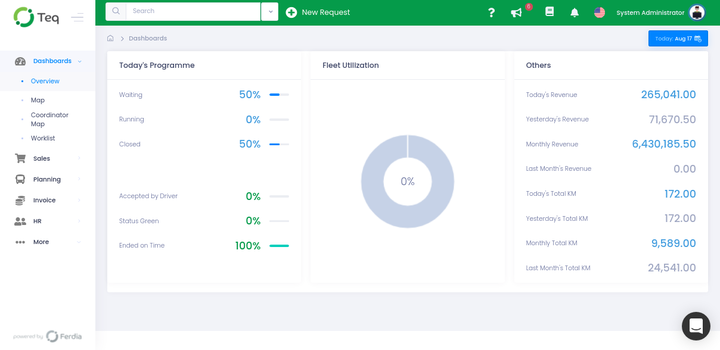 Teq
Search
New Request
6
System Administrator
Dashboards
Overview
Map
Coordinator
Map
Worklist
Sales
Planning
Invoice
HR
More
powered by Ferdia
Dashboards
Today: Aug 17
Today's Programme
Waiting 50%
Running 0%
Closed 50%
Accepted by Driver 0%
Status Green 0%
Ended on Time 100%
Fleet Utilization
0%
Others
Today's Revenue 265,041.00
Yesterday's Revenue 71,670.50
Monthly Revenue 6,430,185.50
Last Month's Revenue 0.00
Today's Total KM 172.00
Yesterday's Total KM 172.00
Monthly Total KM 9,589.00
Last Month's Total KM 24,541.00